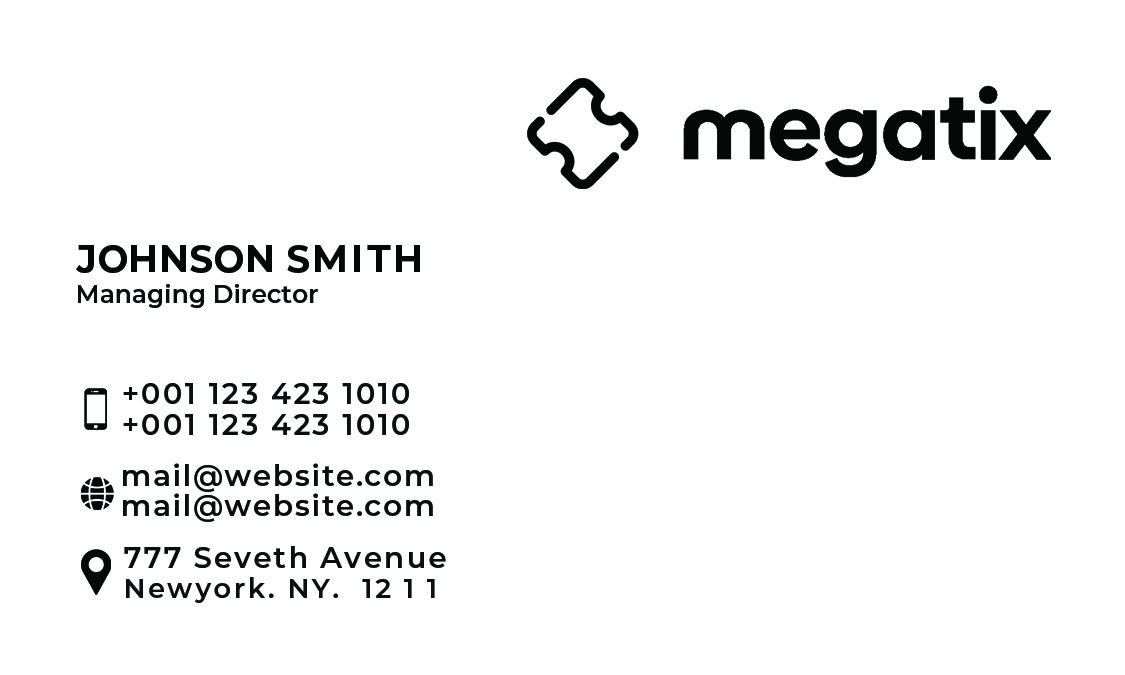 megatix
JOHNSON SMITH
Managing Director
+001 123 423 1010
+001 123 423 1010
mail@website.com
mail@website.com
777 Seveth Avenue
Newyork. NY.  12 1 1